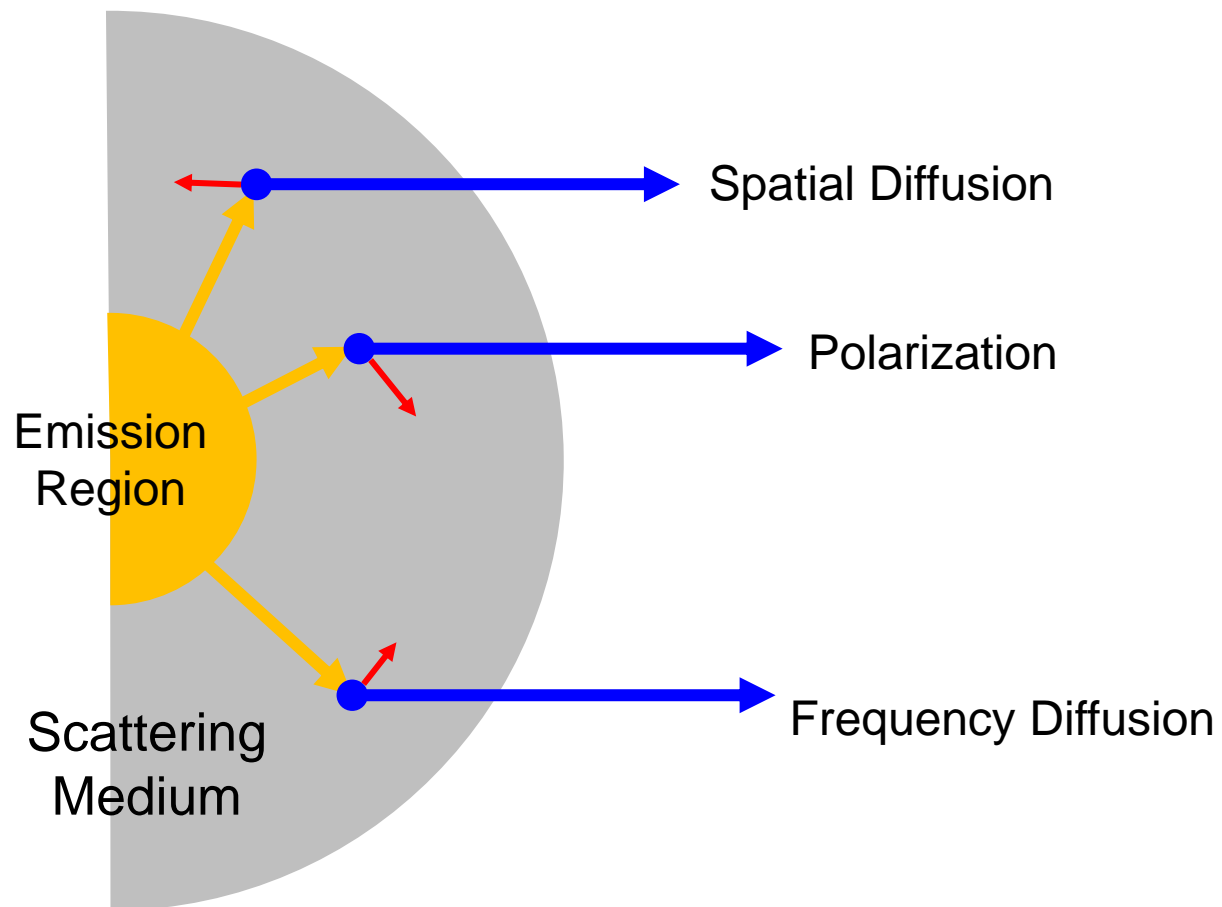 Spatial Diffusion
Polarization
Emission
Region
Frequency Diffusion
Scattering
Medium